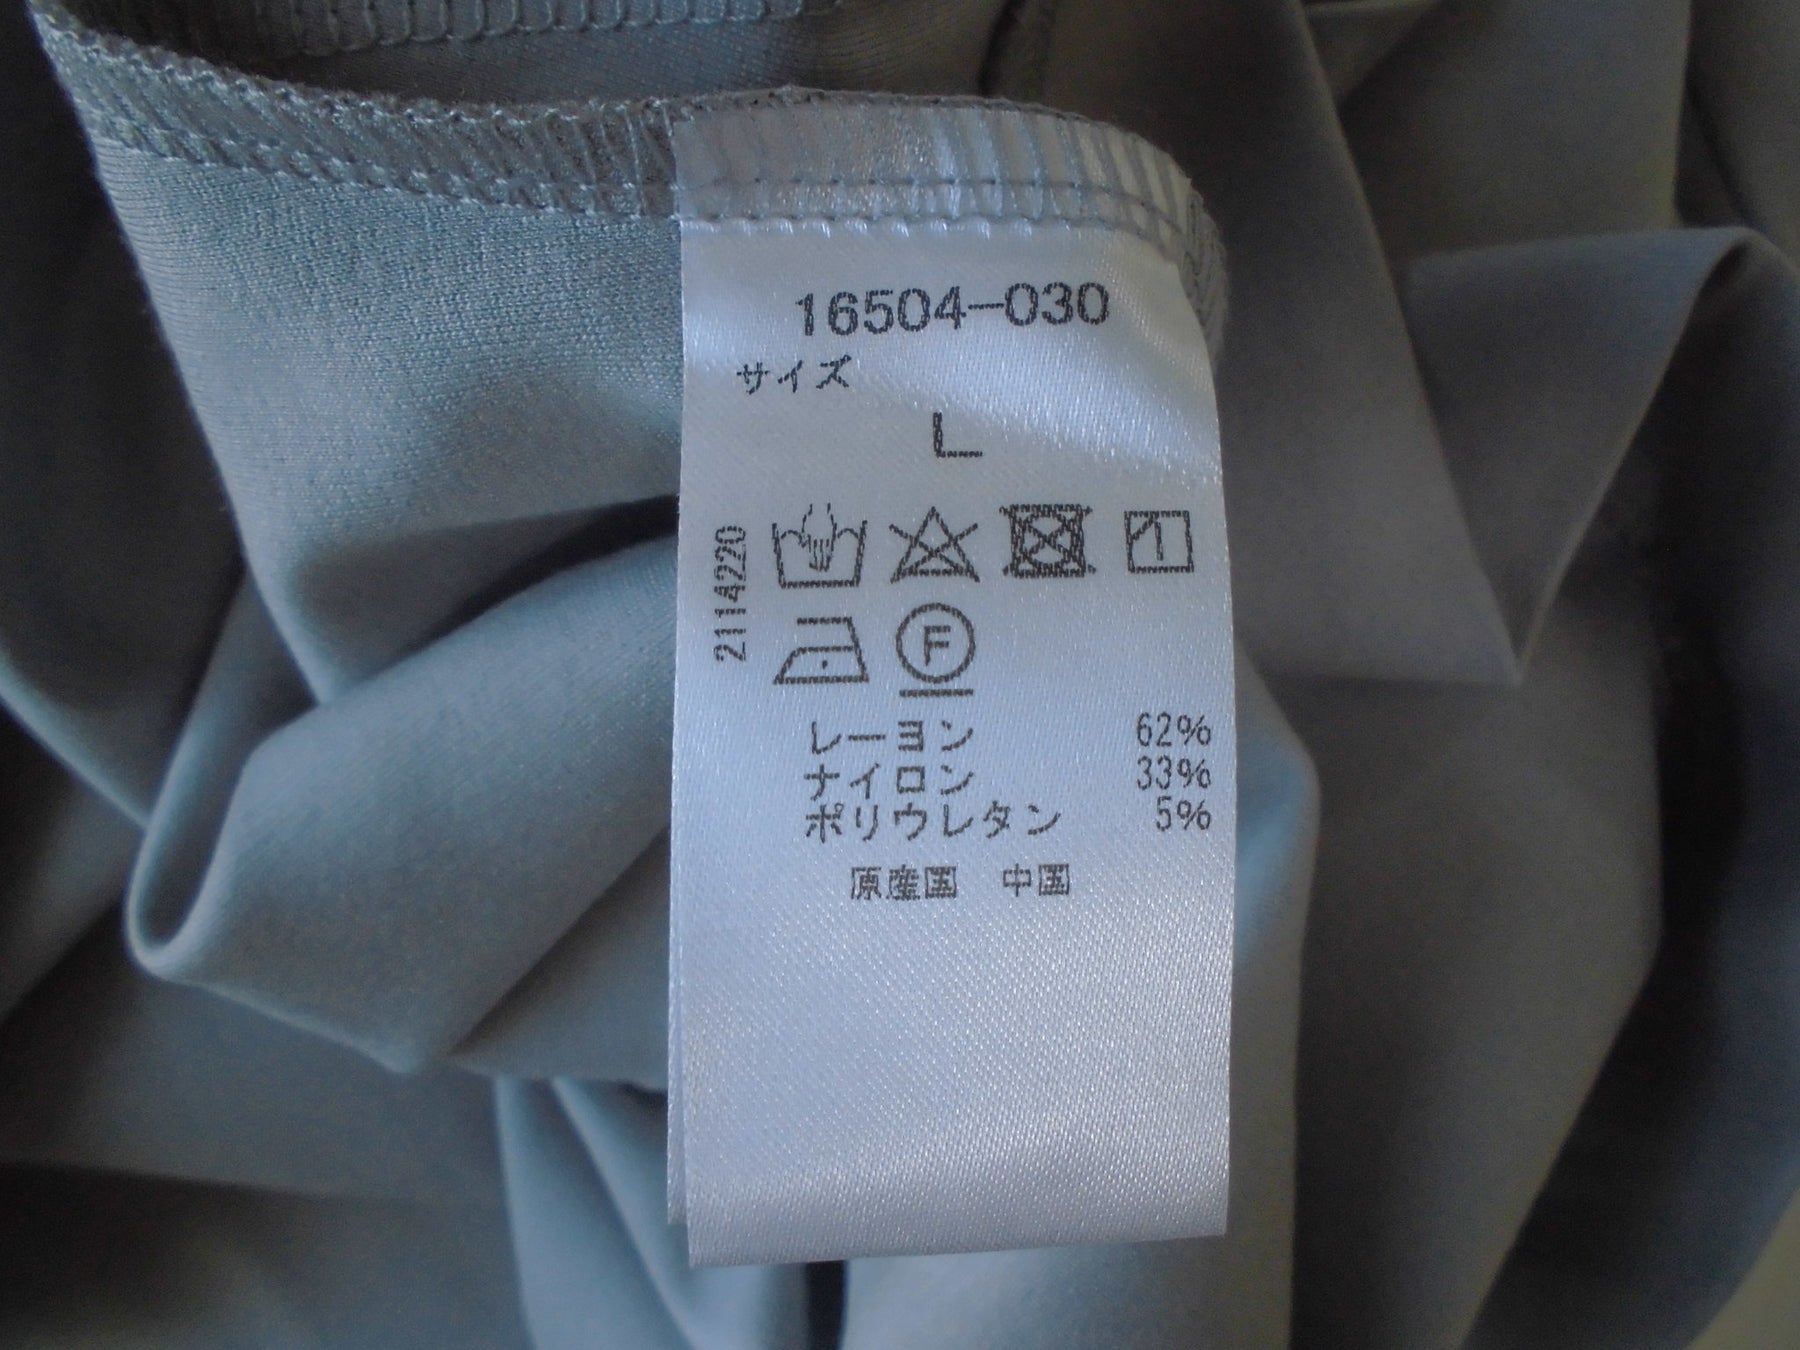 16504-030
サイズ
L
2114220
F
レーヨン 62%
ナイロン 33%
ポリウレタン 5%
原産国 中国